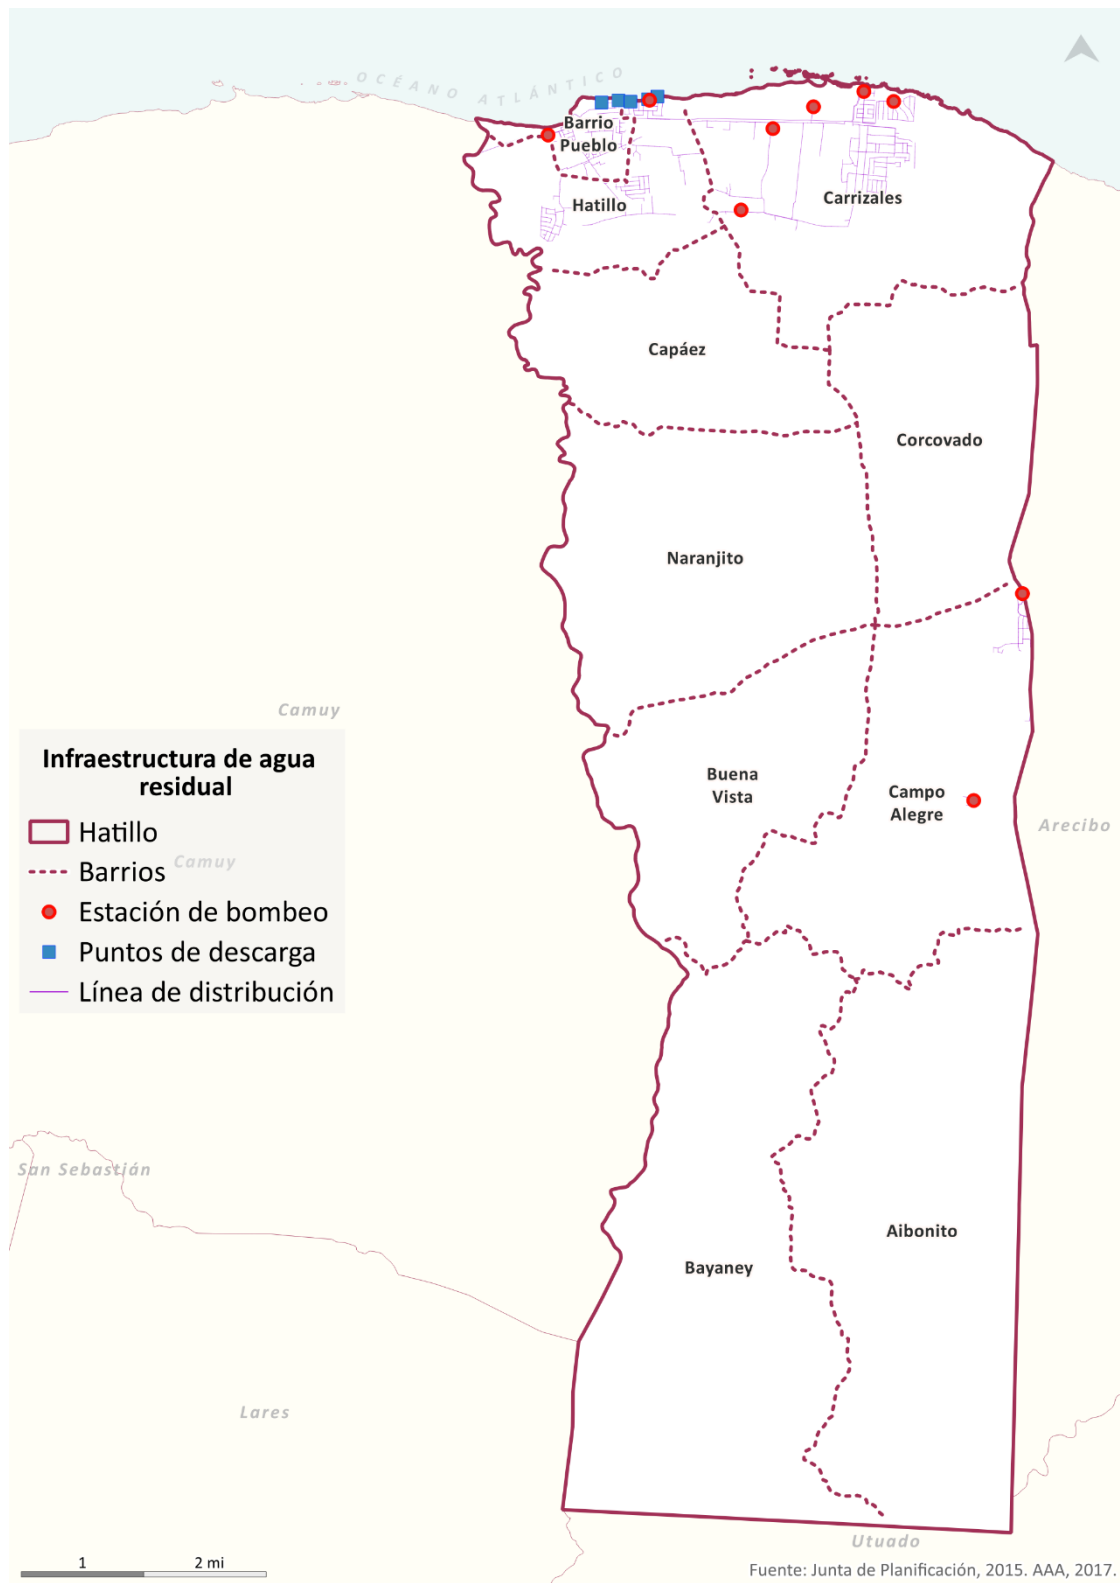 OCÉANO ATLÁNTICO
Barrio
Pueblo
Hatillo
Carrizales
Capáez
Corcovado
Naranjito
Camuy
Buena
Vista
Campo
Alegre
Arecibo
Infraestructura de agua
residual
Hatillo
Camuy
Barrios
Estación de bombeo
Puntos de descarga
Línea de distribución
San Sebastián
Aibonito
Bayaney
Lares
Utuado
1 2 mi
Fuente: Junta de Planificación, 2015. AAA, 2017.